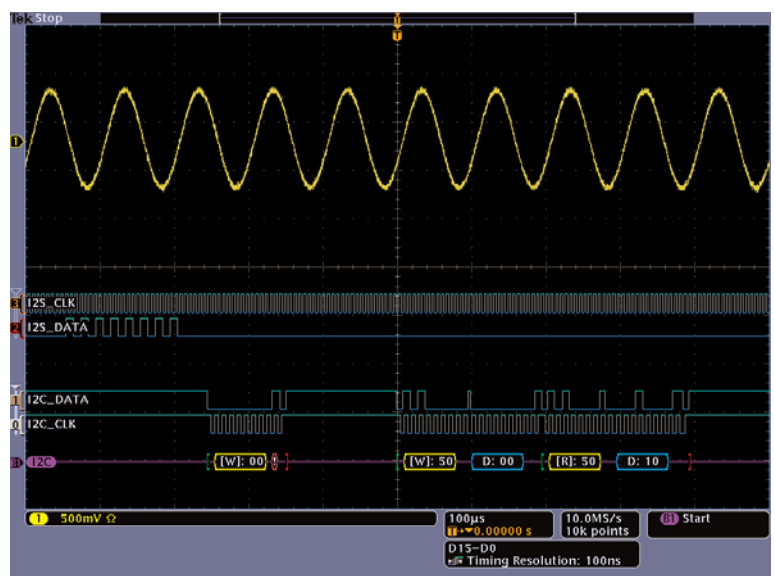 Tek Stop
T
T
1
3 I2S_CLK
2 I2S_DATA
1 I2C_DATA
0 I2C_CLK
B1 I2C [W]: 00 ! [W]: 50 D: 00 [R]: 50 D: 10
1 500mV Ω
100µs
T→▼0.00000 s
10.0MS/s
10k points
B1 Start
D15-D0
Timing Resolution: 100ns